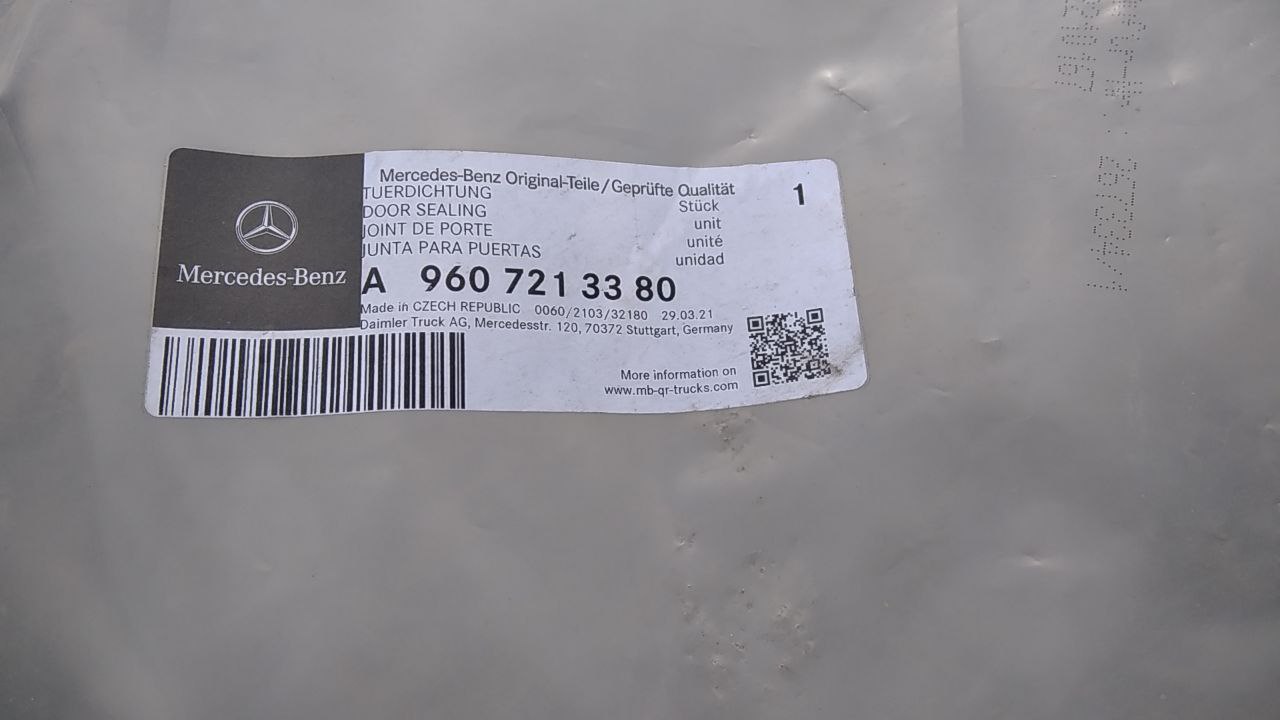 Mercedes-Benz
Mercedes-Benz Original-Teile/Geprüfte Qualität
1
TUERDICHTUNG Stück
DOOR SEALING unit
JOINT DE PORTE unité
JUNTA PARA PUERTAS unidad
A 960 721 33 80
Made in CZECH REPUBLIC 0060/2103/32180 29.03.21
Daimler Truck AG, Mercedesstr. 120, 70372 Stuttgart, Germany
More information on
www.mb-qr-trucks.com